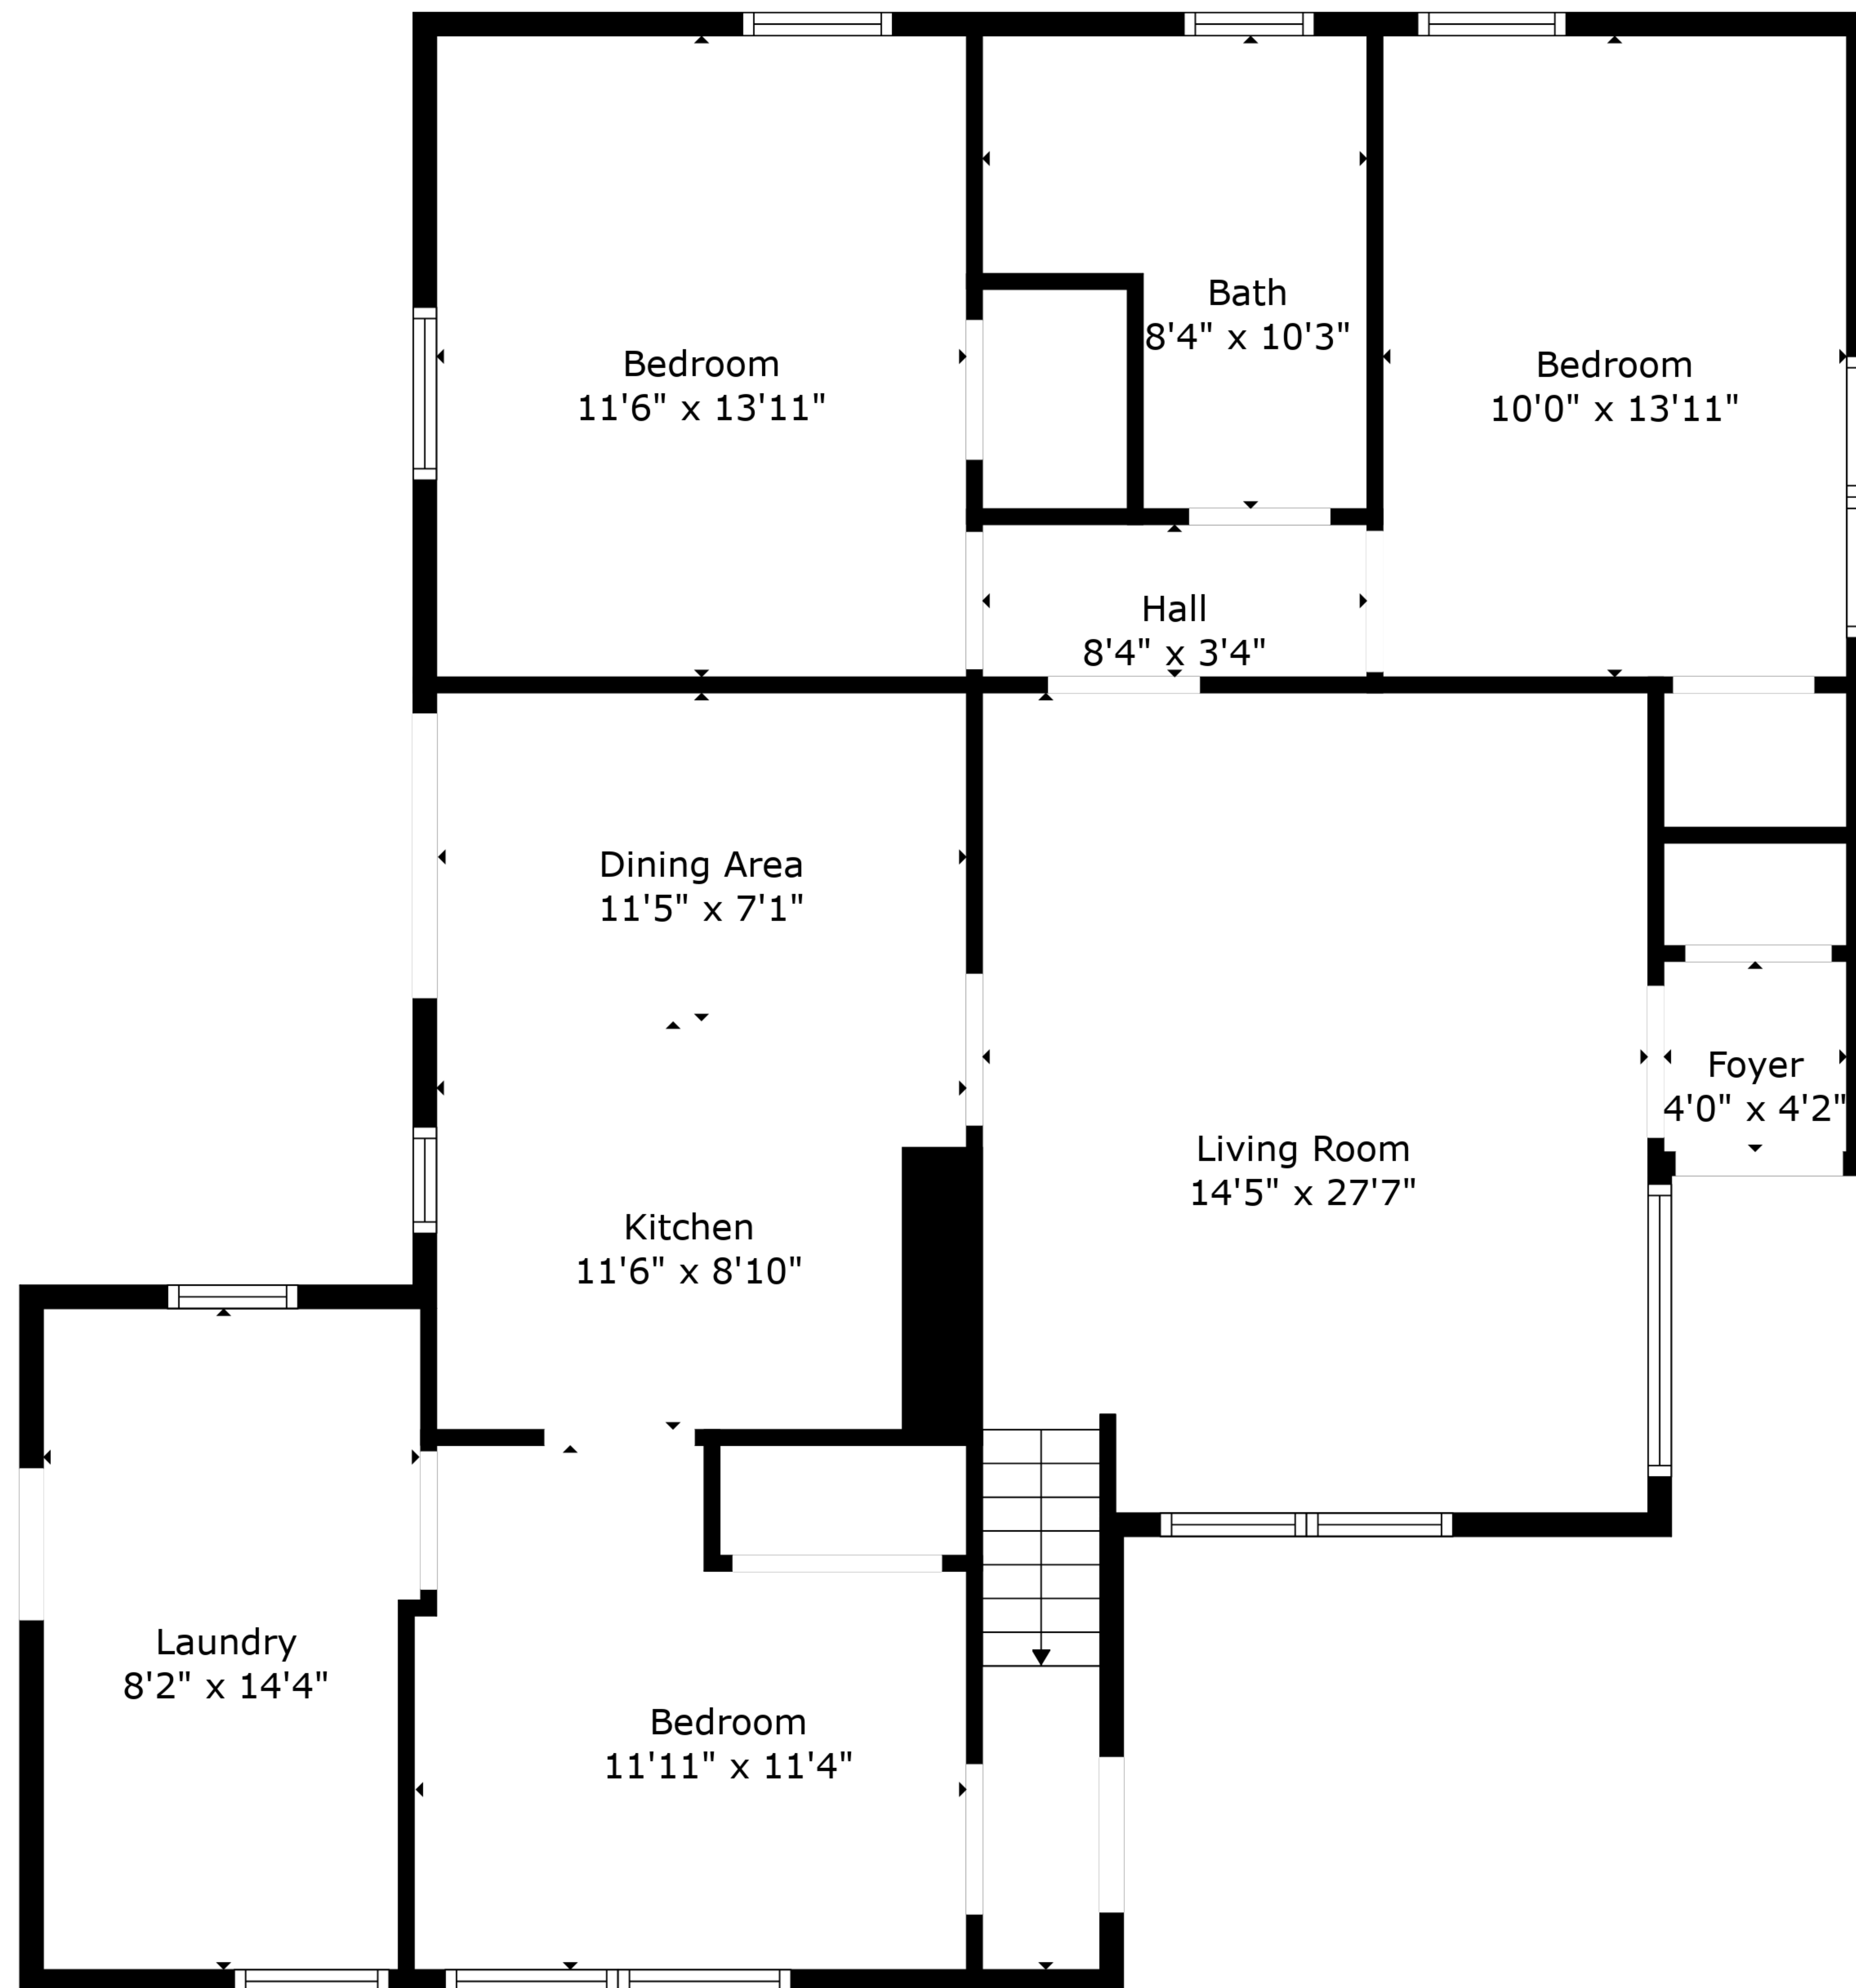 Bath
8'4" x 10'3"
Bedroom
11'6" x 13'11"
Bedroom
10'0" x 13'11"
Hall
8'4" x 3'4"
Dining Area
11'5" x 7'1"
Foyer
4'0" x 4'2"
Living Room
14'5" x 27'7"
Kitchen
11'6" x 8'10"
Laundry
8'2" x 14'4"
Bedroom
11'11" x 11'4"